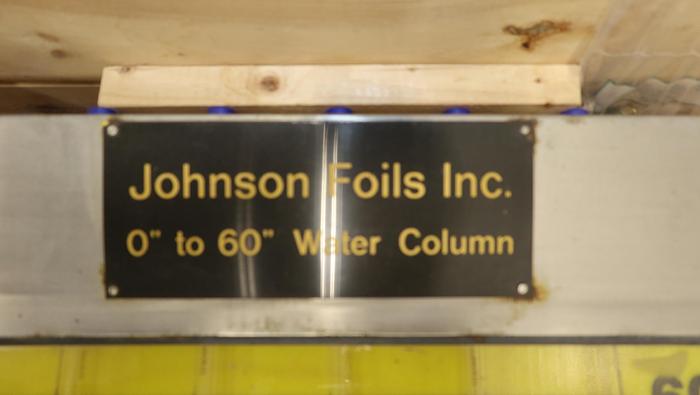 Johnson Foils Inc.
0" to 60" Water Column